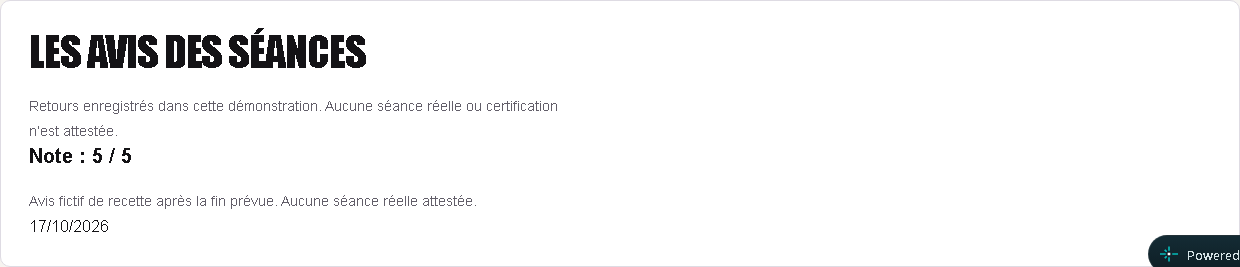 LES AVIS DES SÉANCES
Retours enregistrés dans cette démonstration. Aucune séance réelle ou certification
n'est attestée.
Note : 5 / 5
Avis fictif de recette après la fin prévue. Aucune séance réelle attestée.
17/10/2026
Powered